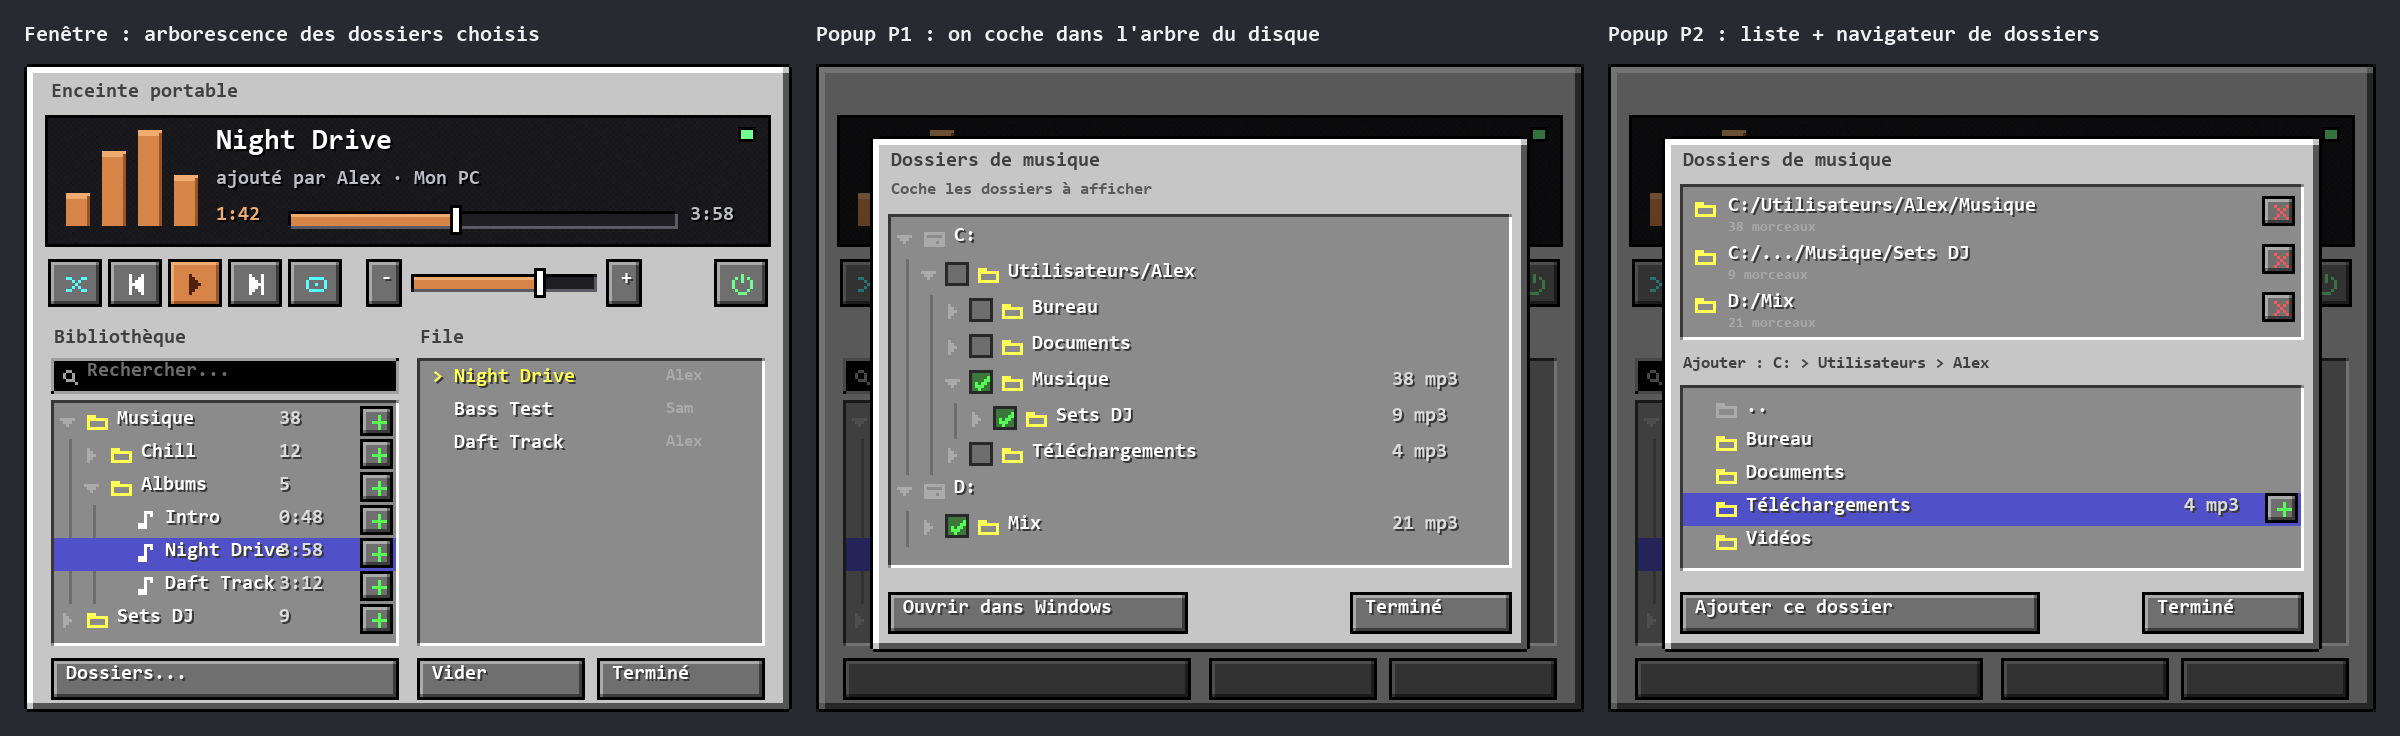 Fenêtre : arborescence des dossiers choisis
Enceinte portable
Night Drive
ajouté par Alex · Mon PC
1:42 3:58
- +
Bibliothèque
Rechercher...
Musique 38 +
Chill 12 +
Albums 5 +
Intro 0:48 +
Night Drive 3:58 +
Daft Track 3:12 +
Sets DJ 9 +
Dossiers...
File
> Night Drive Alex
Bass Test Sam
Daft Track Alex
Vider Terminé
Popup P1 : on coche dans l'arbre du disque
Dossiers de musique
Coche les dossiers à afficher
C:
Utilisateurs/Alex
Bureau
Documents
Musique 38 mp3
Sets DJ 9 mp3
Téléchargements 4 mp3
D:
Mix 21 mp3
Ouvrir dans Windows Terminé
Popup P2 : liste + navigateur de dossiers
Dossiers de musique
C:/Utilisateurs/Alex/Musique
38 morceaux
C:/.../Musique/Sets DJ
9 morceaux
D:/Mix
21 morceaux
Ajouter : C: > Utilisateurs > Alex
..
Bureau
Documents
Téléchargements 4 mp3 +
Vidéos
Ajouter ce dossier Terminé